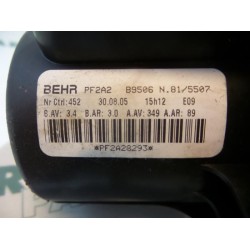 BEHR PF2A2 B9506 N.81/5507
Nr Ctrl:452 30.08.05 15h12 E09
B.AV: 3.4 B.AR: 3.0 A.AV: 349 A.AR: 89
*PF2A28293*